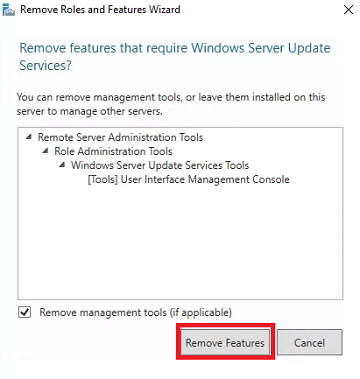 Remove Roles and Features Wizard
Remove features that require Windows Server Update
Services?
You can remove management tools, or leave them installed on this
server to manage other servers.
Remote Server Administration Tools
Role Administration Tools
Windows Server Update Services Tools
[Tools] User Interface Management Console
Remove management tools (if applicable)
Remove Features
Cancel